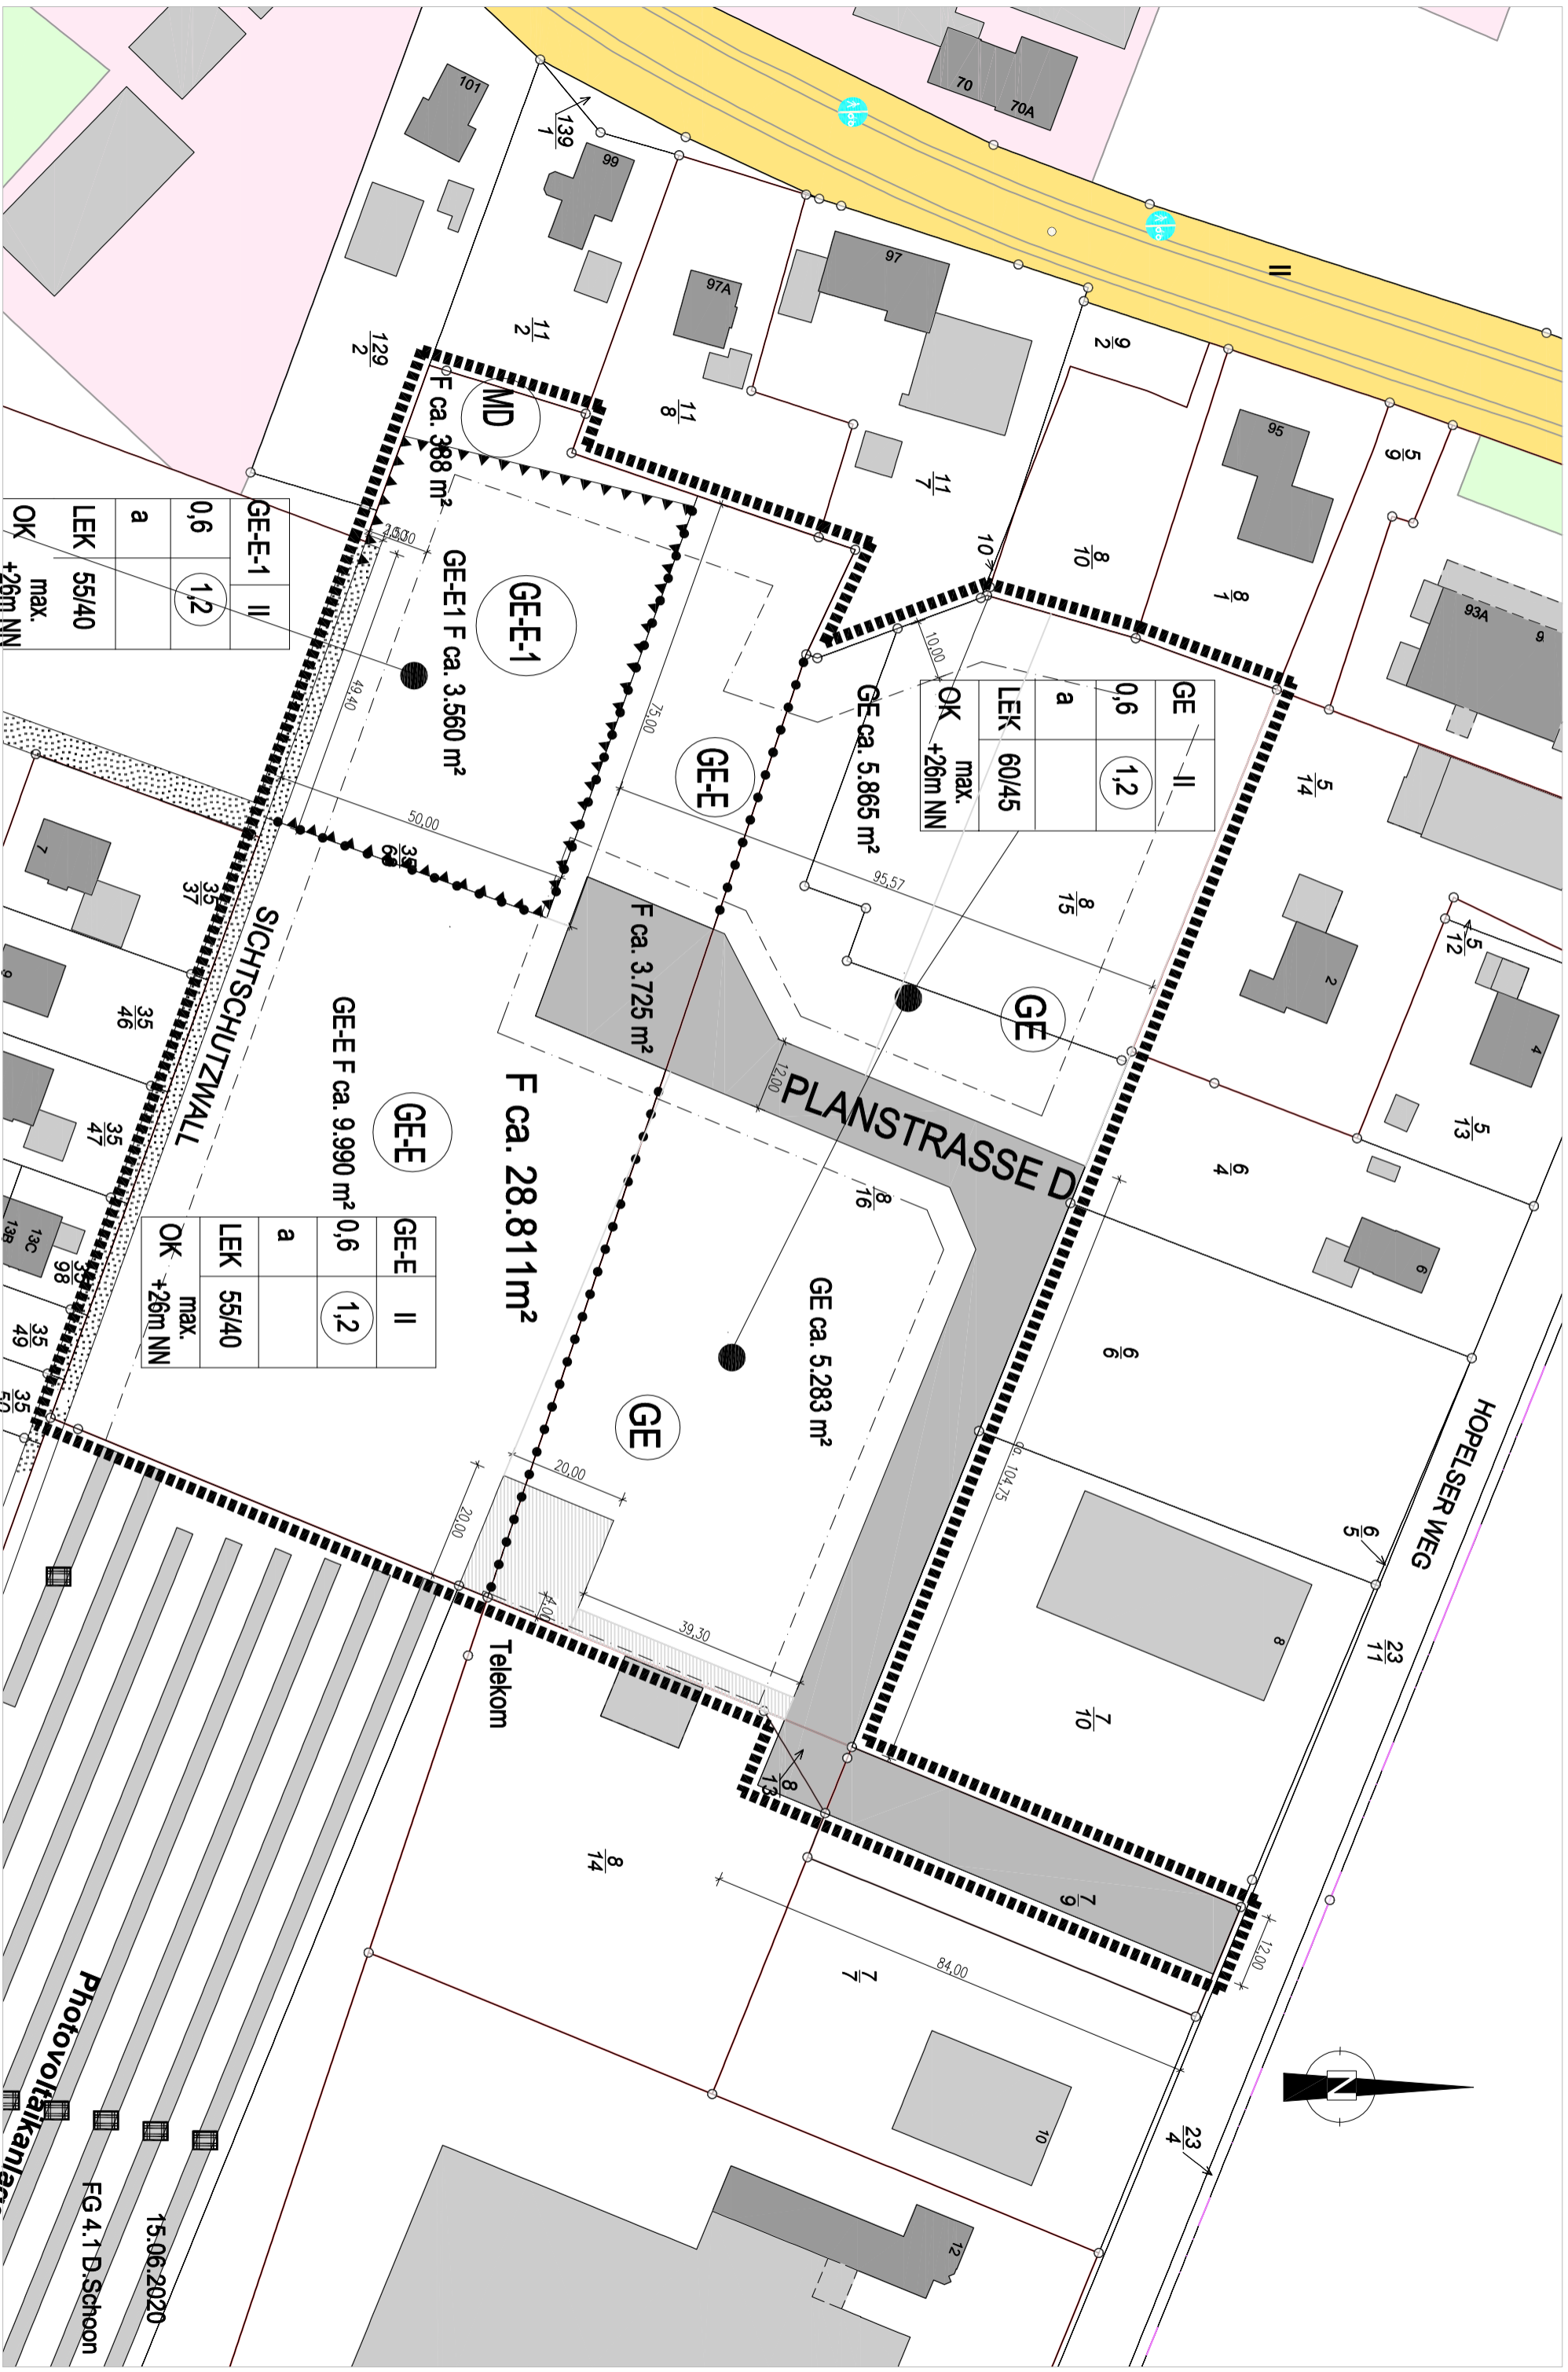 II
101
139
1
99
70
70A
97A
97
9
2
95
5
9
8
1
8
10
93A
9
11
2
11
8
11
7
129
2
10
10,00
MD
F ca. 388 m²
GE-E-1
GE-E1 F ca. 3.560 m²
GE-E-1 II
0,6 1,2
a
LEK 55/40
OK max.
+26m NN
49,40
75,00
50,00
GE-E
GE ca. 5.865 m²
GE II
0,6 1,2
a
LEK 60/45
OK max.
+26m NN
95,57
8
15
GE
5
14
5
12
2
4
5
13
6
4
6
6
6
HOPELSER WEG
6
5
23
11
F ca. 3.725 m²
12,00
PLANSTRASSE D
8
16
GE ca. 5.283 m²
GE
F ca. 28.811m²
GE-E
GE-E F ca. 9.990 m²
GE-E II
0,6 1,2
a
LEK 55/40
OK max.
+26m NN
SICHTSCHUTZWALL
7
35
37
9
35
46
35
47
13C
13B
35
98
35
49
35
20,00
20,00
4,00
39,30
ca. 104,75
8
7
10
Telekom
8
13
8
14
7
9
12,00
7
7
84,00
10
12
23
4
N
Photovoltaikanlage
15.06.2020
FG 4.1 D.Schoon